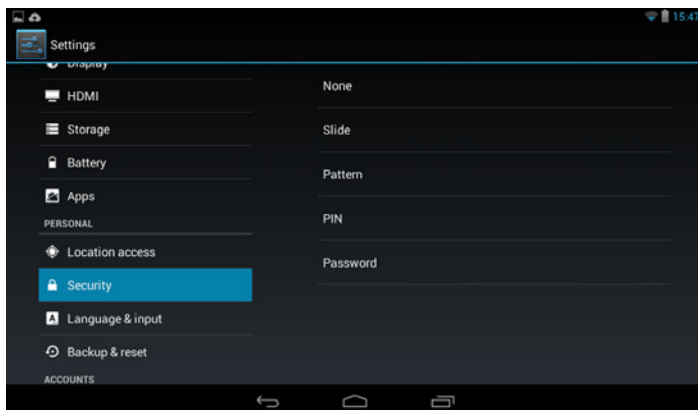 15:47
Settings
Display
HDMI
Storage
Battery
Apps
PERSONAL
Location access
Security
Language & input
Backup & reset
ACCOUNTS
None
Slide
Pattern
PIN
Password